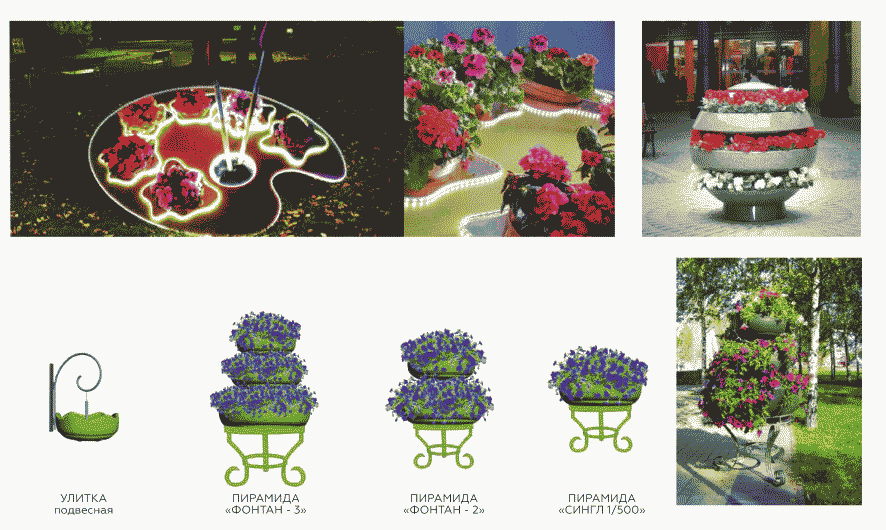 УЛИТКА
подвесная
ПИРАМИДА
«ФОНТАН - 3»
ПИРАМИДА
«ФОНТАН - 2»
ПИРАМИДА
«СИНГЛ 1/500»